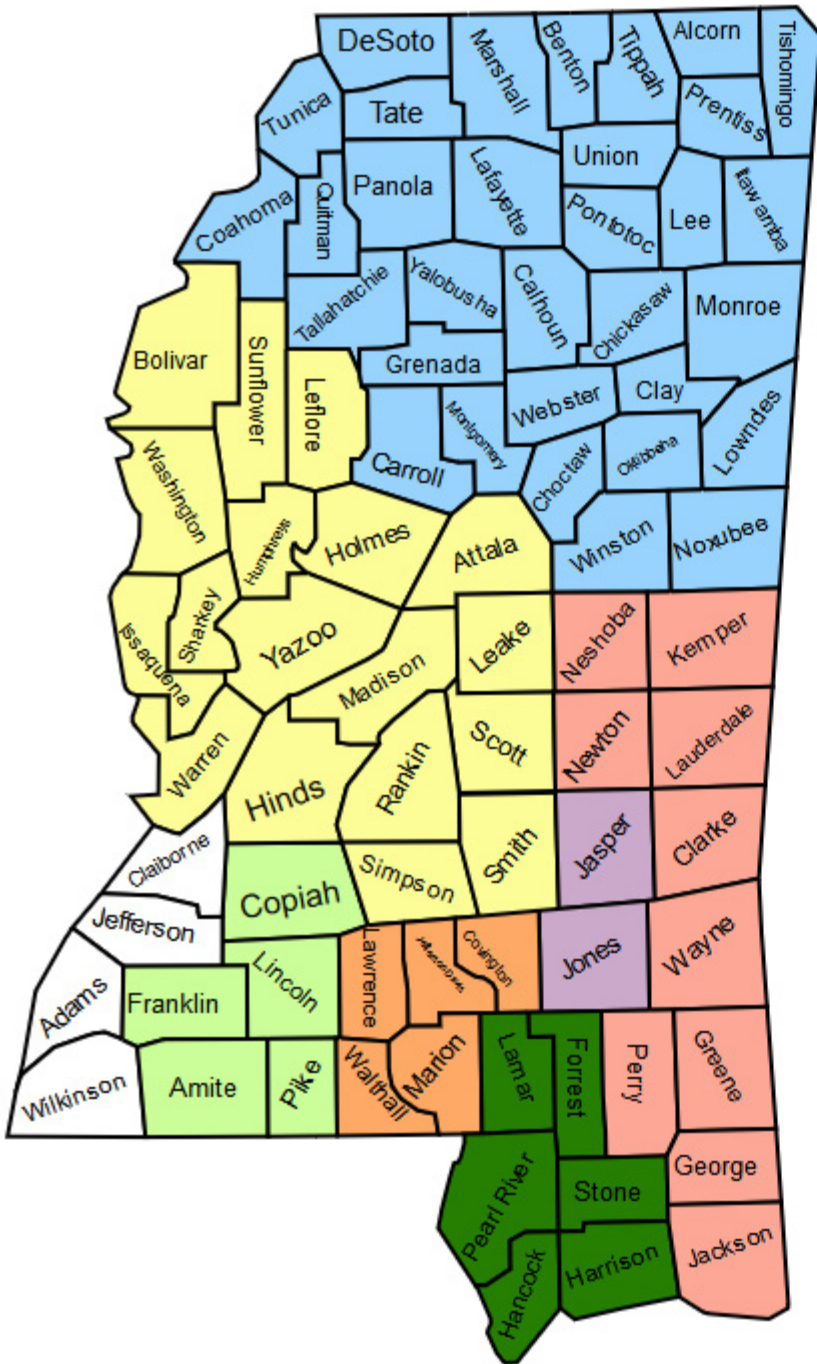 DeSoto
Marshall
Benton
Tippah
Alcorn
Tishomingo
Tunica
Tate
Prentiss
Union
Coahoma
Quitman
Panola
Lafayette
Pontotoc
Lee
Itawamba
Tallahatchie
Yalobusha
Calhoun
Chickasaw
Monroe
Bolivar
Sunflower
Leflore
Grenada
Webster
Clay
Carroll
Montgomery
Choctaw
Oktibbeha
Lowndes
Washington
Humphreys
Holmes
Attala
Winston
Noxubee
Issaquena
Sharkey
Yazoo
Madison
Leake
Neshoba
Kemper
Warren
Hinds
Rankin
Scott
Newton
Lauderdale
Claiborne
Copiah
Simpson
Smith
Jasper
Clarke
Jefferson
Lincoln
Lawrence
Covington
Jones
Wayne
Adams
Franklin
Wilkinson
Amite
Pike
Walthall
Marion
Lamar
Forrest
Perry
Greene
Pearl River
Stone
George
Hancock
Harrison
Jackson